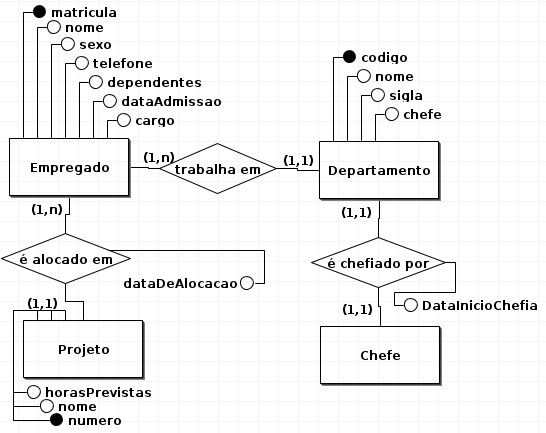 matricula
nome
sexo
telefone
dependentes
dataAdmissao
cargo
codigo
nome
sigla
chefe
Empregado
(1,n)
trabalha em
(1,1)
Departamento
(1,n)
(1,1)
é alocado em
é chefiado por
dataDeAlocacao
DataInicioChefia
(1,1)
(1,1)
Projeto
Chefe
horasPrevistas
nome
numero